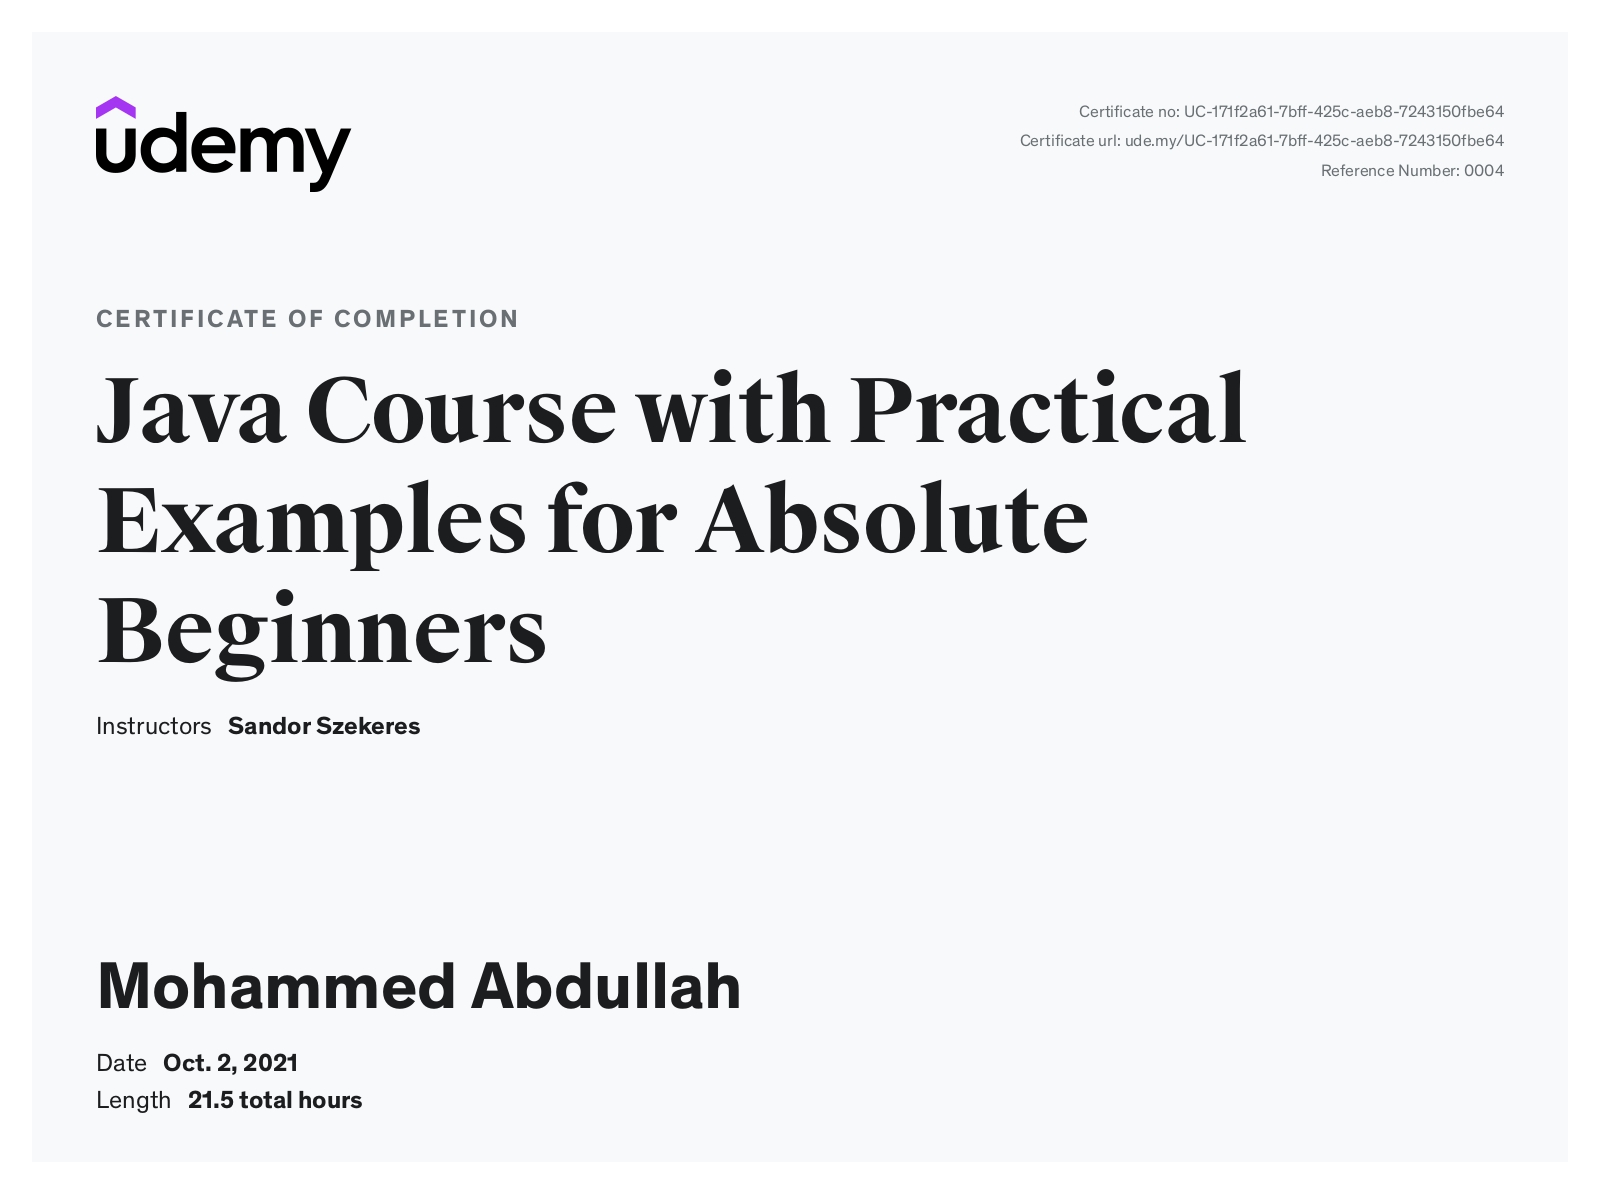 udemy
Certificate no: UC-171f2a61-7bff-425c-aeb8-7243150fbe64
Certificate url: ude.my/UC-171f2a61-7bff-425c-aeb8-7243150fbe64
Reference Number: 0004
CERTIFICATE OF COMPLETION
Java Course with Practical
Examples for Absolute
Beginners
Instructors Sandor Szekeres
Mohammed Abdullah
Date Oct. 2, 2021
Length 21.5 total hours